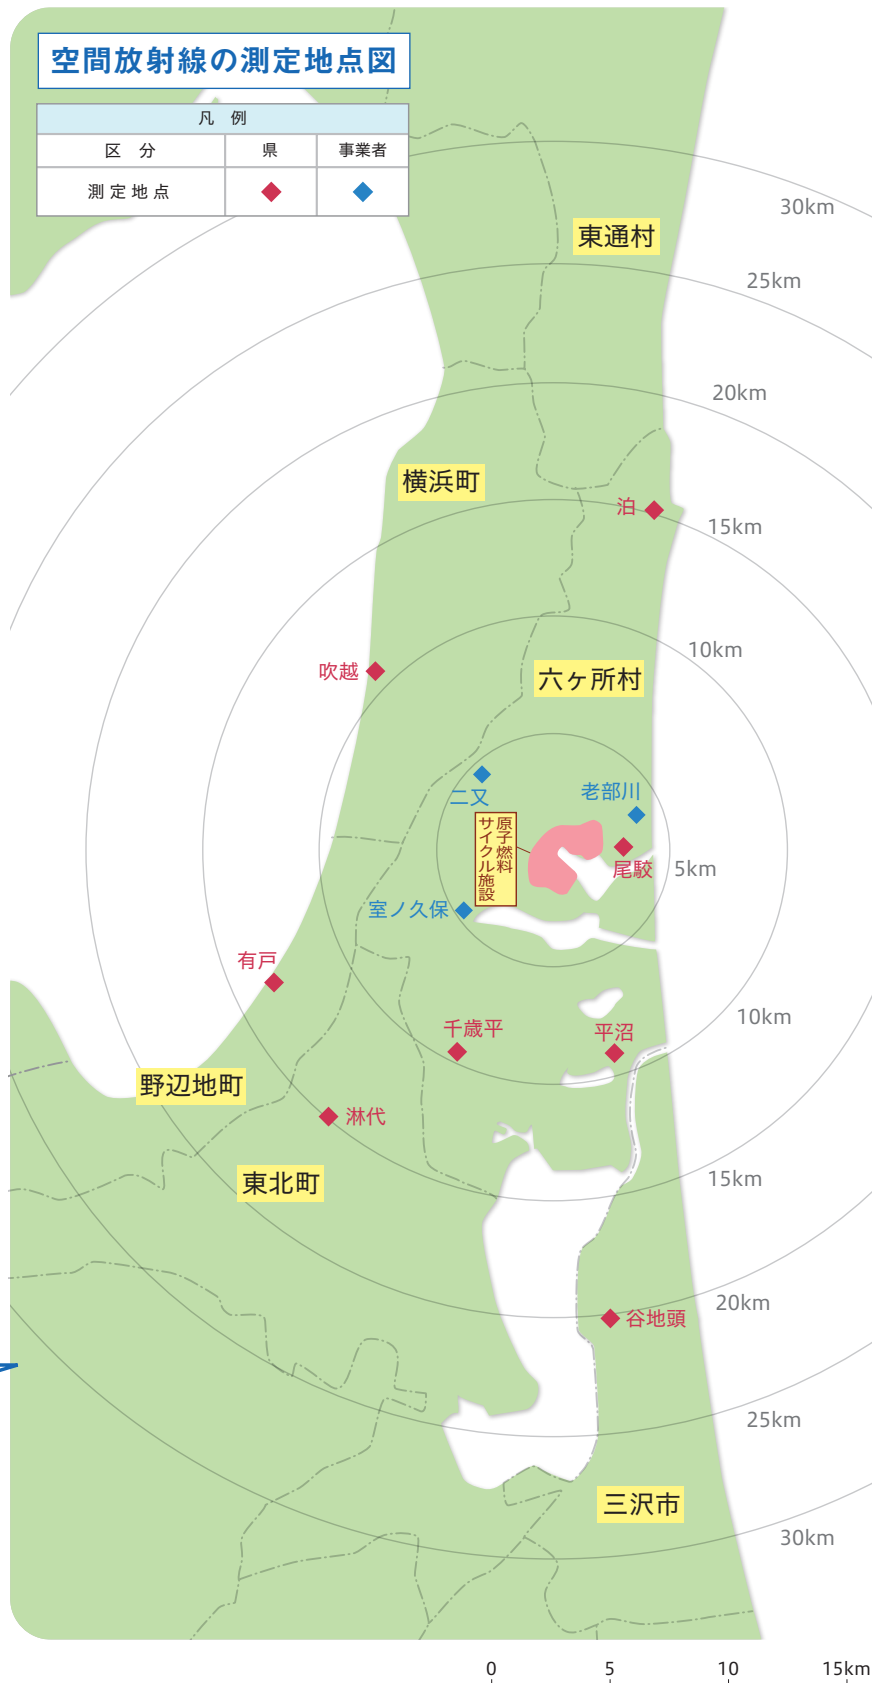 空間放射線の測定地点図
凡 例
区 分 県 事業者
測定地点
30km
東通村
25km
20km
横浜町
泊
15km
10km
吹越
六ヶ所村
二又
老部川
原子燃料
サイクル施設
尾駮
5km
室ノ久保
有戸
10km
千歳平
平沼
野辺地町
淋代
東北町
15km
20km
谷地頭
25km
三沢市
30km
0 5 10 15km